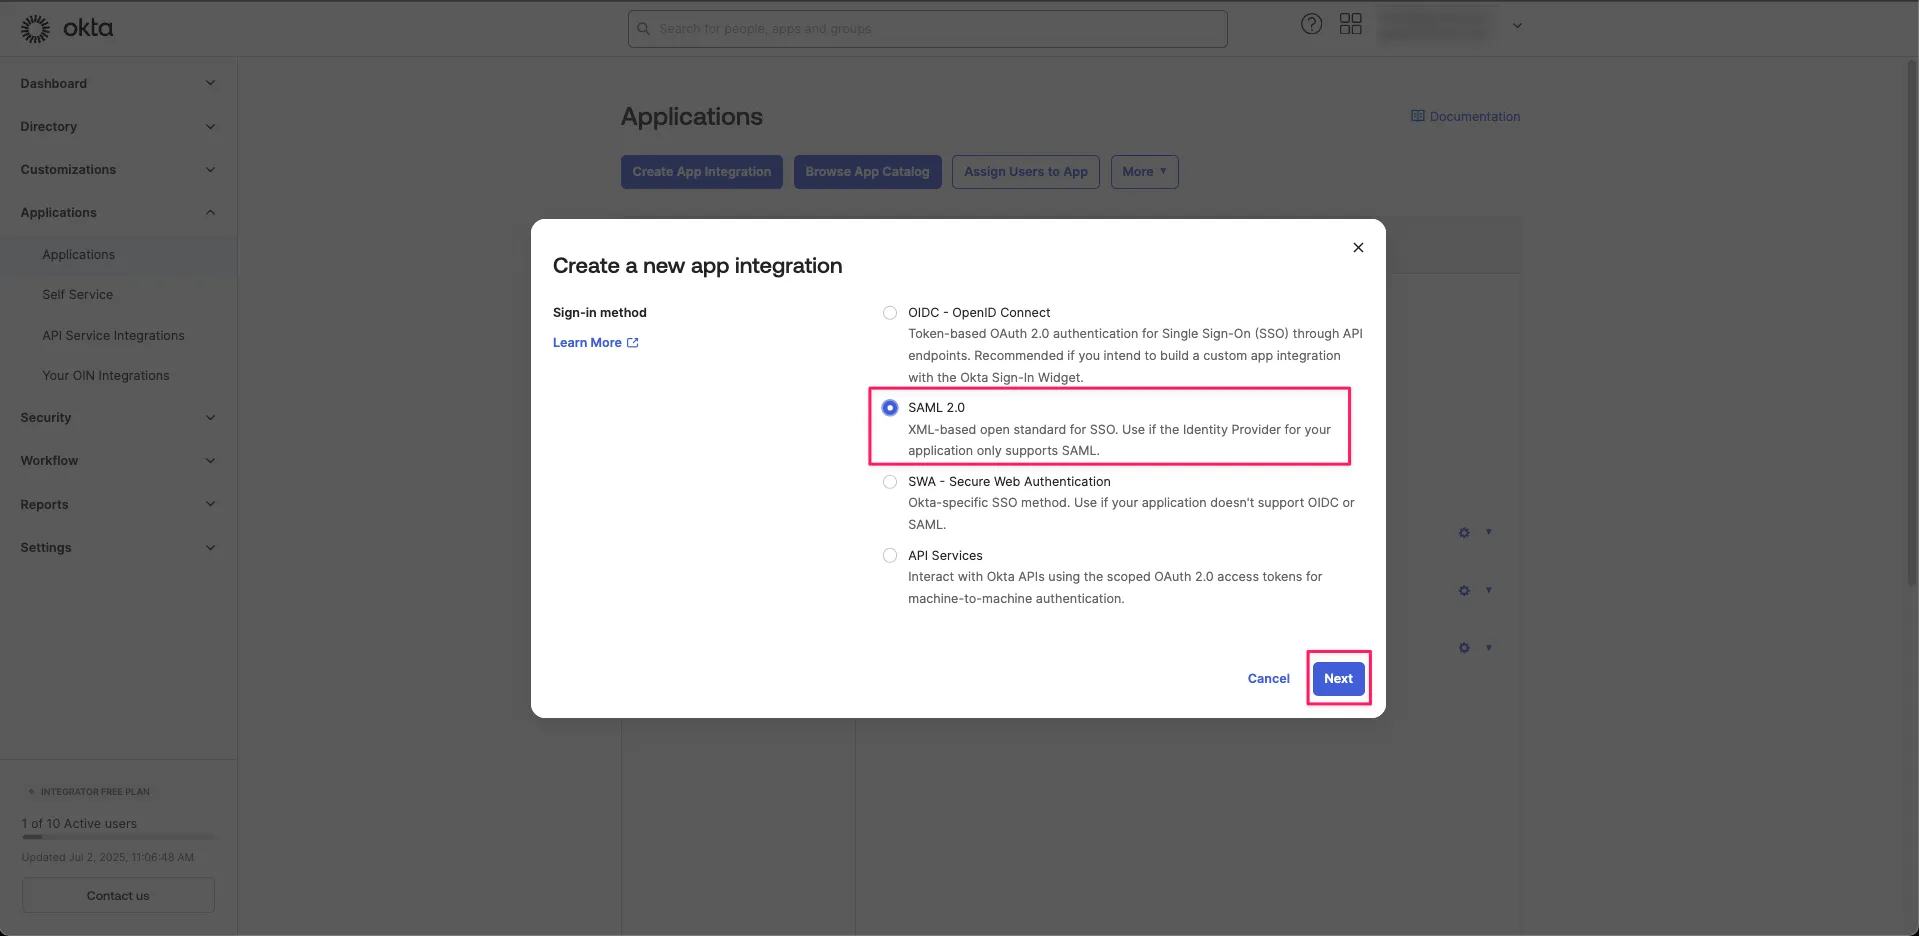 okta
Search for people, apps and groups
Dashboard
Directory
Customizations
Applications
Applications
Self Service
API Service Integrations
Your OIN Integrations
Security
Workflow
Reports
Settings
INTEGRATOR FREE PLAN
1 of 10 Active users
Updated Jul 2, 2025, 11:06:48 AM
Contact us
Applications
Documentation
Create App Integration
Browse App Catalog
Assign Users to App
More
Create a new app integration
Sign-in method
Learn More
OIDC - OpenID Connect
Token-based OAuth 2.0 authentication for Single Sign-On (SSO) through API
endpoints. Recommended if you intend to build a custom app integration
with the Okta Sign-In Widget.
SAML 2.0
XML-based open standard for SSO. Use if the Identity Provider for your
application only supports SAML.
SWA - Secure Web Authentication
Okta-specific SSO method. Use if your application doesn't support OIDC or
SAML.
API Services
Interact with Okta APIs using the scoped OAuth 2.0 access tokens for
machine-to-machine authentication.
Cancel
Next